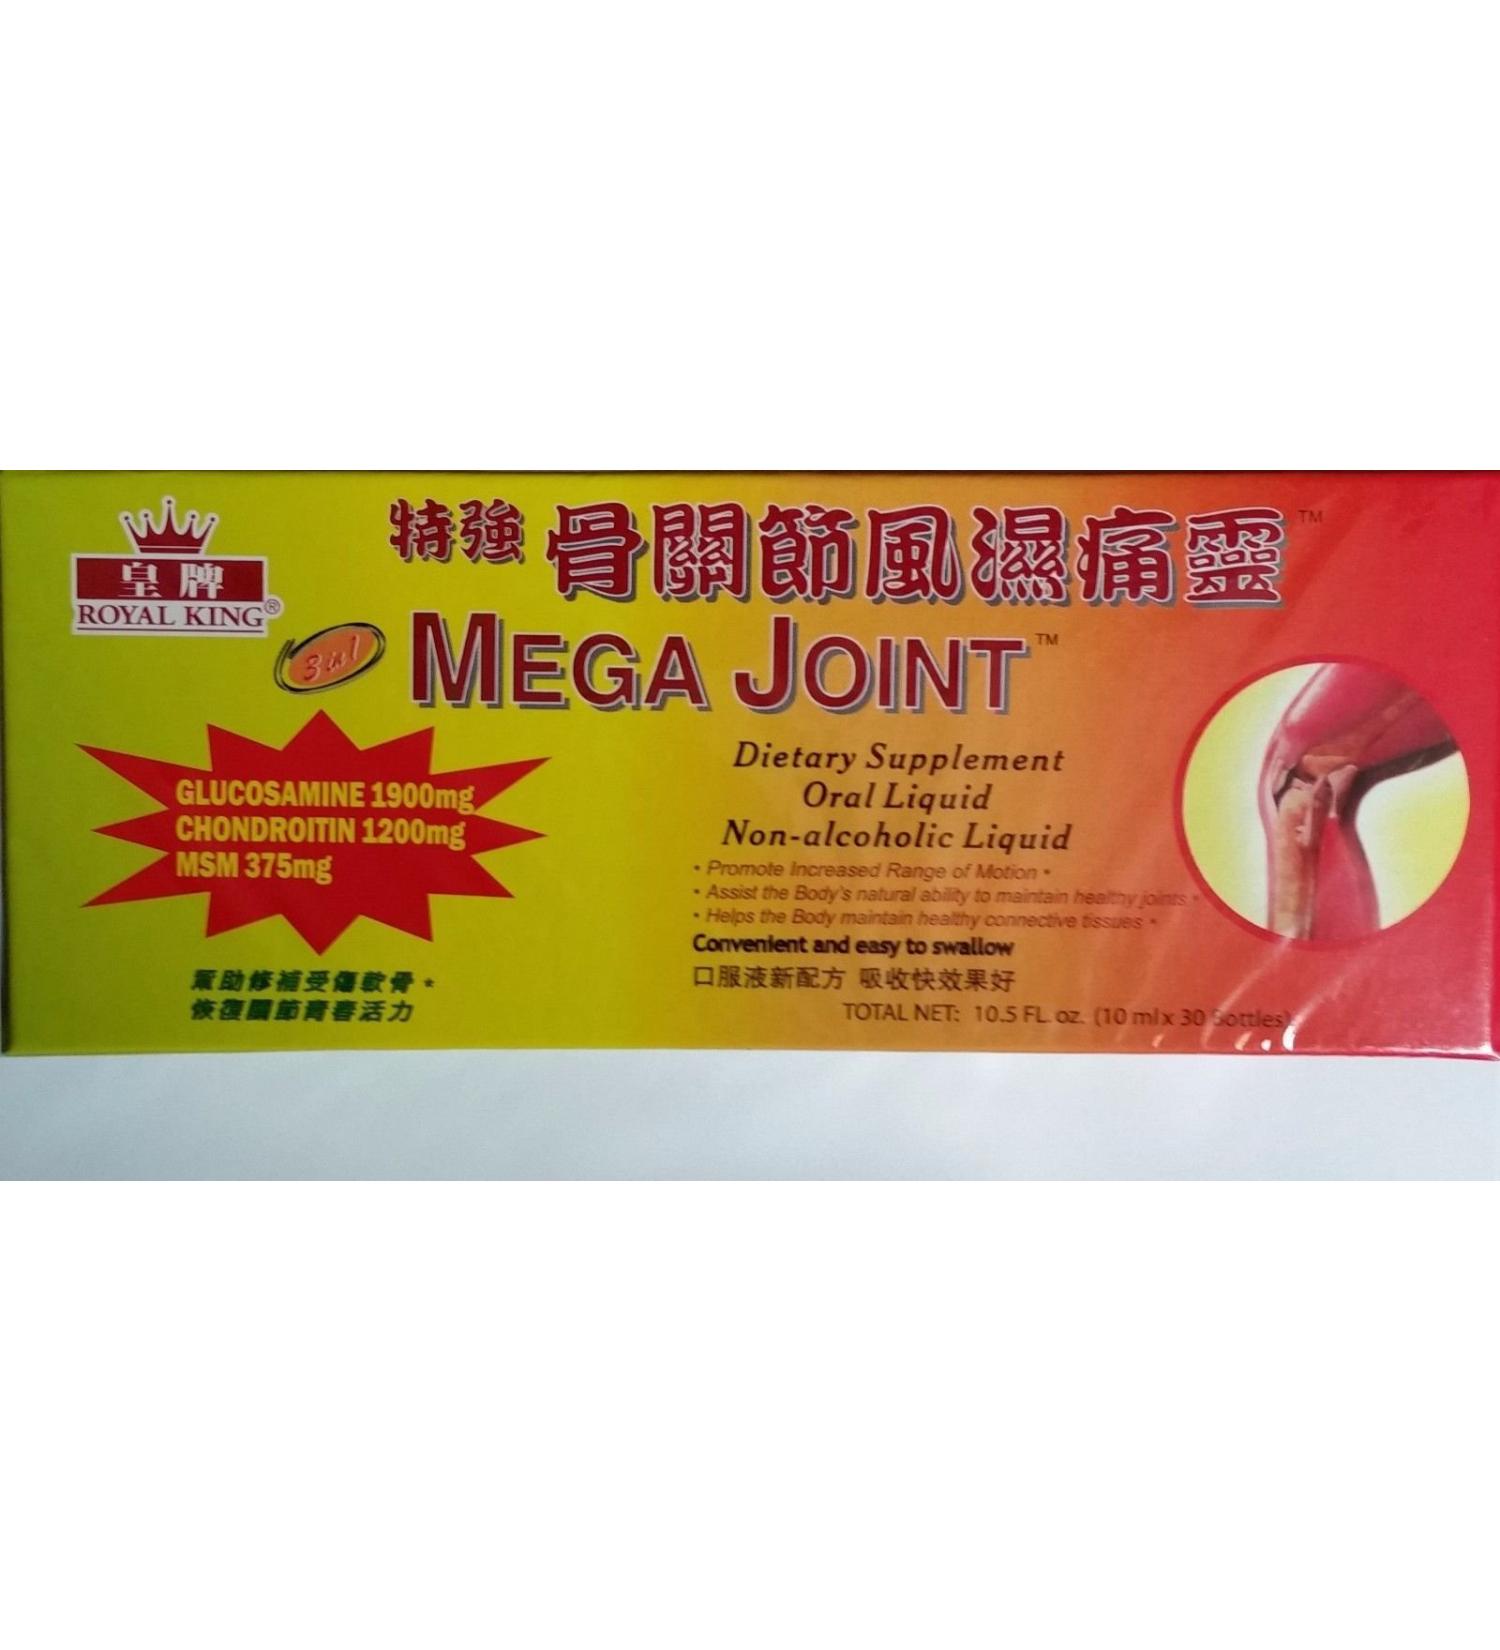 皇牌
ROYAL KING®
特強 骨關節風濕痛靈™
3 in 1
MEGA JOINT™
GLUCOSAMINE 1900mg
CHONDROITIN 1200mg
MSM 375mg
幫助修補受傷軟骨*
恢復關節青春活力
Dietary Supplement
Oral Liquid
Non-alcoholic Liquid
• Promote Increased Range of Motion •
• Assist the Body's natural ability to maintain healthy joints •
• Helps the Body maintain healthy connective tissues •
Convenient and easy to swallow
口服液新配方 吸收快效果好
TOTAL NET: 10.5 FL. oz. (10 ml x 30 Bottles)